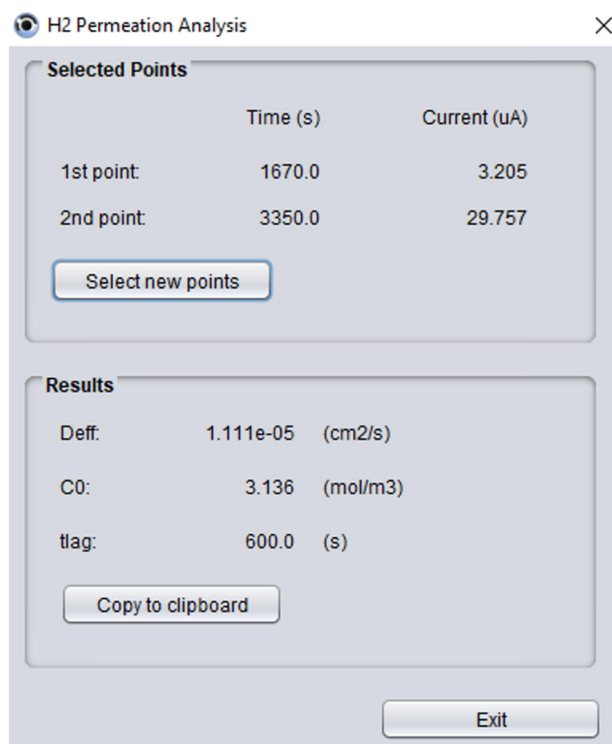 H2 Permeation Analysis
Selected Points
Time (s) Current (uA)
1st point: 1670.0 3.205
2nd point: 3350.0 29.757
Select new points
Results
Deff: 1.111e-05 (cm2/s)
C0: 3.136 (mol/m3)
tlag: 600.0 (s)
Copy to clipboard
Exit